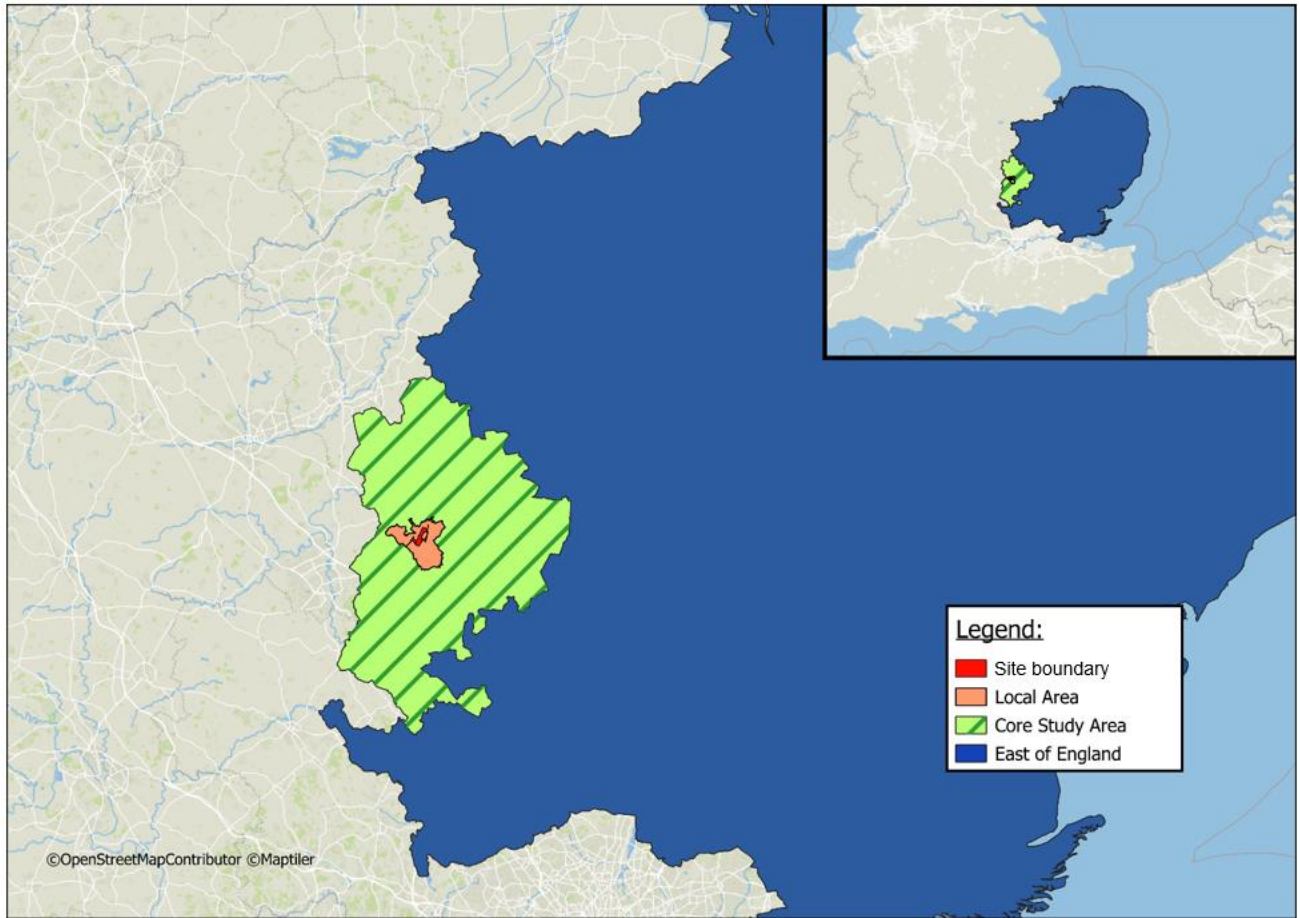 Legend:
Site boundary
Local Area
Core Study Area
East of England
©OpenStreetMapContributor ©Maptiler